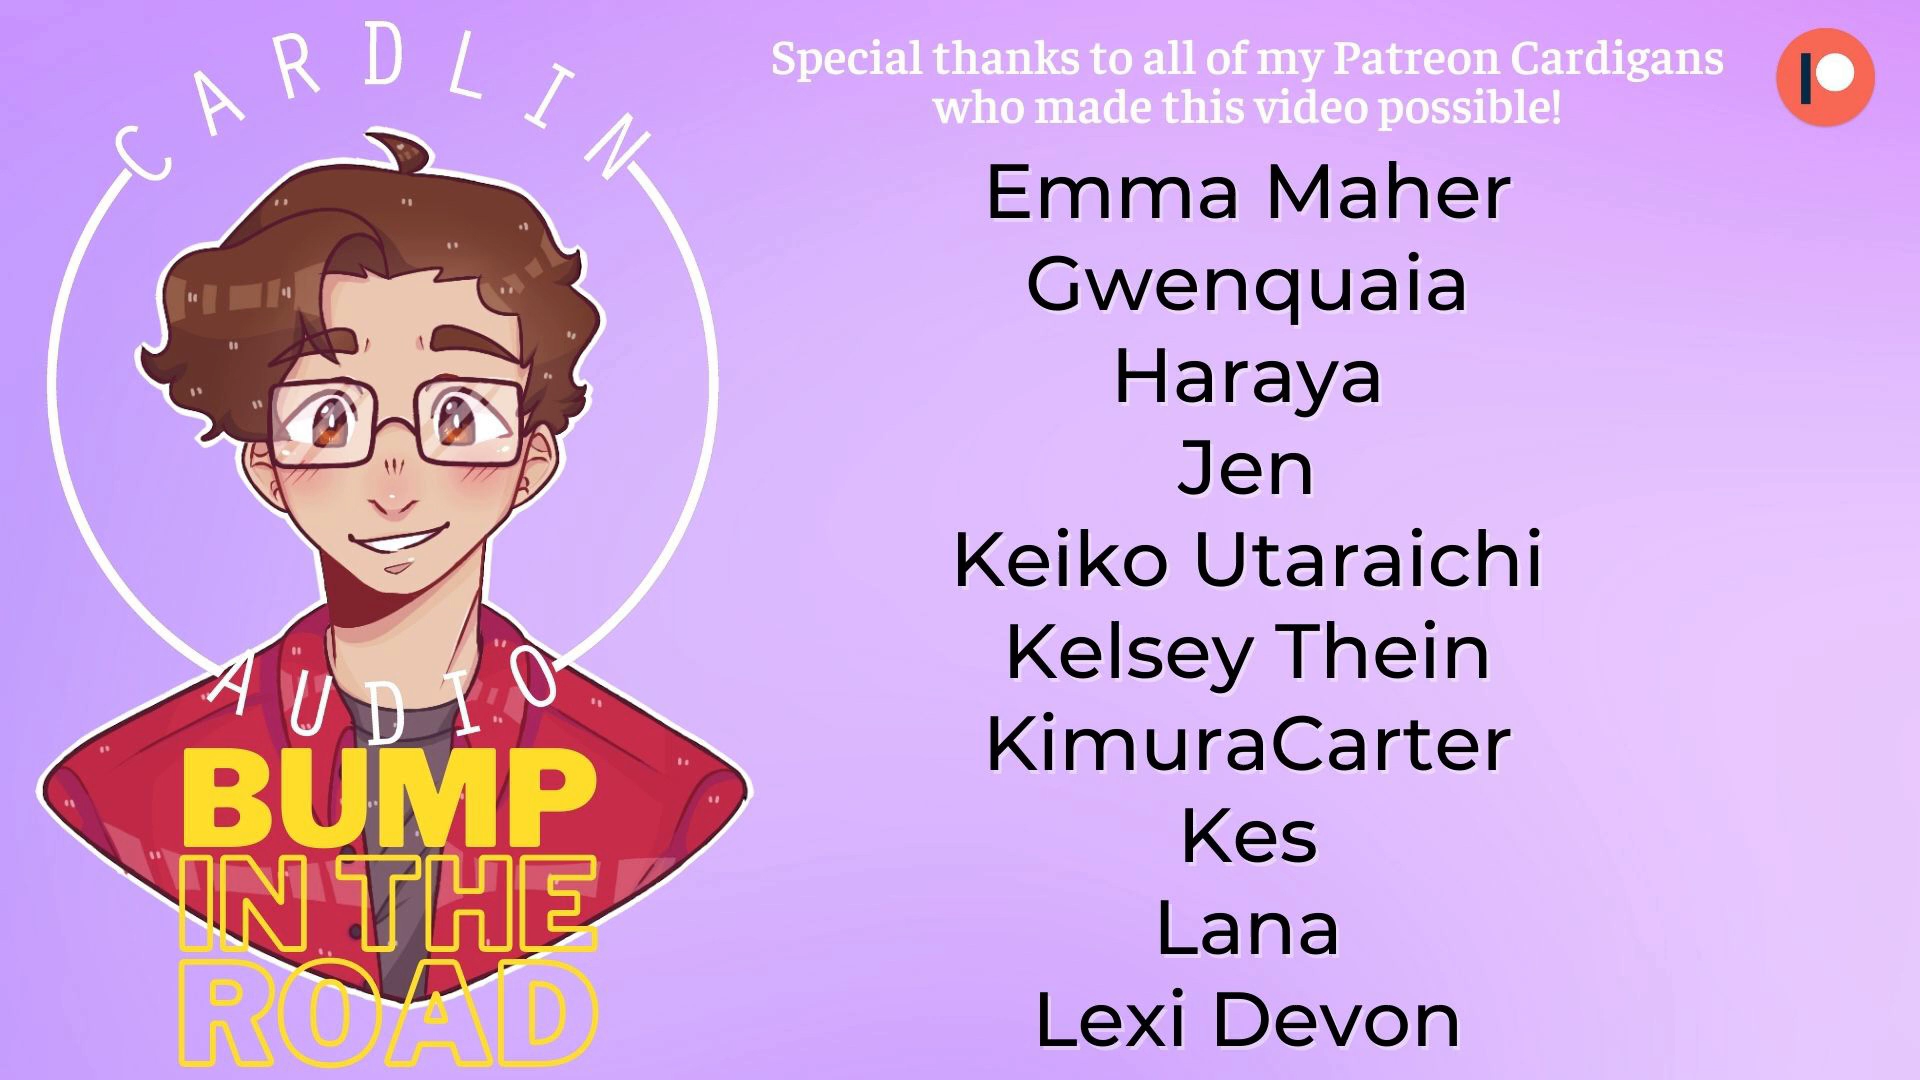 CARDLIN
AUDIO
BUMP
IN THE
ROAD
Special thanks to all of my Patreon Cardigans
who made this video possible!
Emma Maher
Gwenquaia
Haraya
Jen
Keiko Utaraichi
Kelsey Thein
KimuraCarter
Kes
Lana
Lexi Devon